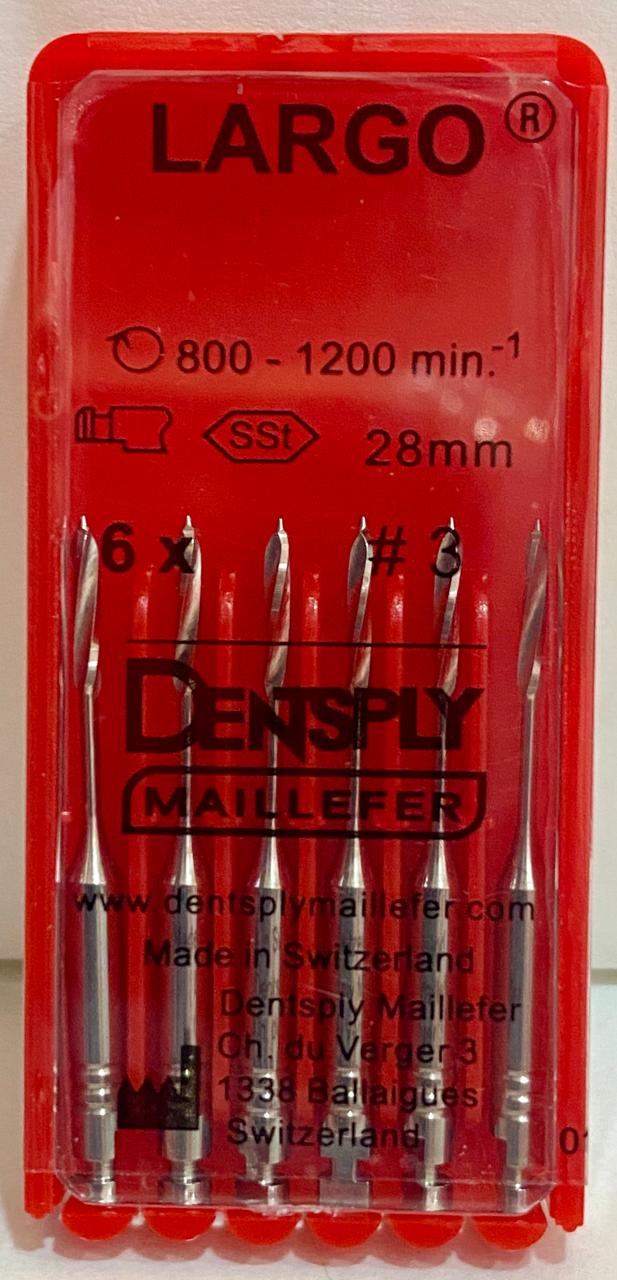 LARGO®
800 - 1200 min.-1
SSt 28mm
6 x # 3
DENTSPLY
MAILLEFER
www.dentsplymaillefer.com
Made in Switzerland
Dentsply Maillefer
Ch. du Verger 3
1338 Ballaigues
Switzerland